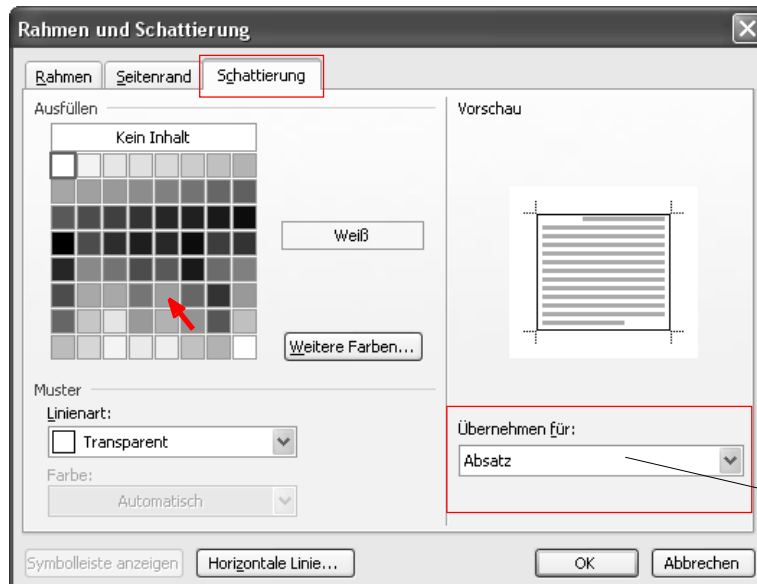 Rahmen und Schattierung
Rahmen
Seitenrand
Schattierung
Ausfüllen
Kein Inhalt
Weiß
Weitere Farben...
Vorschau
Muster
Linienart:
Transparent
Farbe:
Automatisch
Übernehmen für:
Absatz
Symbolleiste anzeigen
Horizontale Linie...
OK
Abbrechen